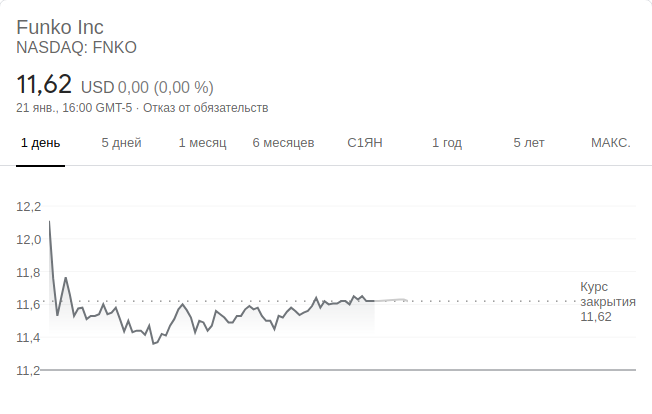 Funko Inc
NASDAQ: FNKO
11,62 USD 0,00 (0,00 %)
21 янв., 16:00 GMT-5 · Отказ от обязательств
1 день 5 дней 1 месяц 6 месяцев С1ЯН 1 год 5 лет МАКС.
12,2
12,0
11,8
11,6
11,4
11,2
Курс
закрытия
11,62